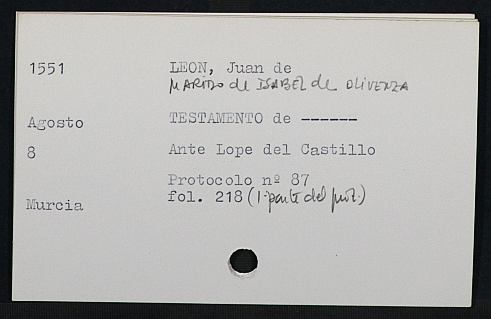 1551 LEON, Juan de
MARIDO de ISABEL de OLIVENZA
Agosto TESTAMENTO de ------
8 Ante Lope del Castillo
Protocolo nº 87
fol. 218 (1ª parte del prot.)
Murcia